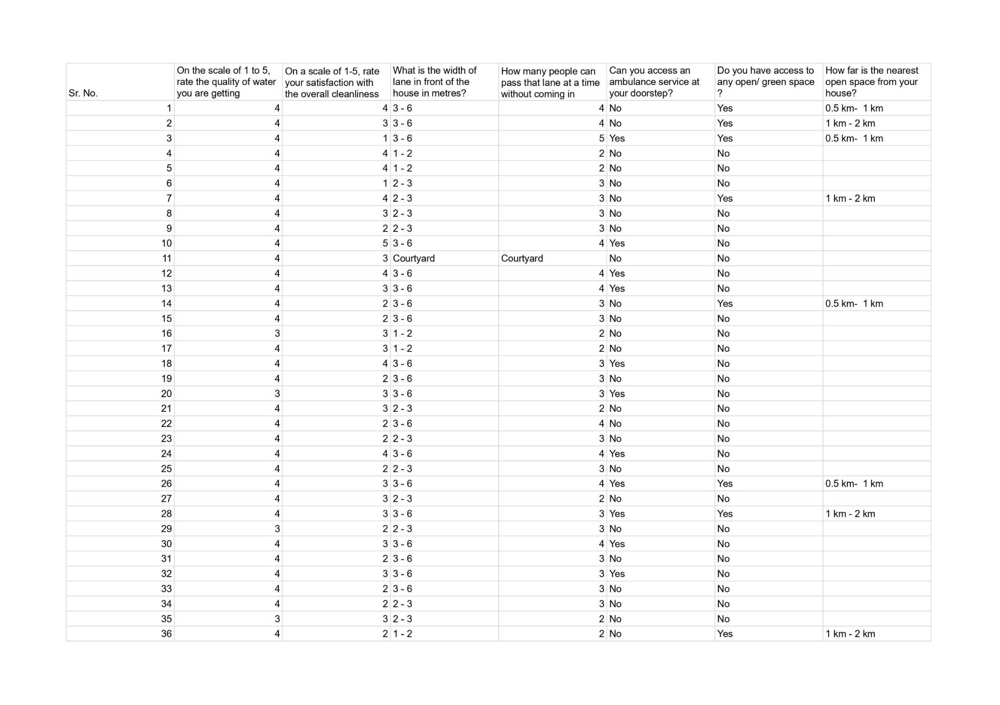 Sr. No. On the scale of 1 to 5, rate the quality of water you are getting On a scale of 1-5, rate your satisfaction with the overall cleanliness What is the width of lane in front of the house in metres? How many people can pass that lane at a time without coming in Can you access an ambulance service at your doorstep? Do you have access to any open/ green space ? How far is the nearest open space from your house?
1 4 4 3 - 6 4 No Yes 0.5 km-  1 km
2 4 3 3 - 6 4 No Yes 1 km - 2 km
3 4 1 3 - 6 5 Yes Yes 0.5 km-  1 km
4 4 4 1 - 2 2 No No
5 4 4 1 - 2 2 No No
6 4 1 2 - 3 3 No No
7 4 4 2 - 3 3 No Yes 1 km - 2 km
8 4 3 2 - 3 3 No No
9 4 2 2 - 3 3 No No
10 4 5 3 - 6 4 Yes No
11 4 3 Courtyard Courtyard No No
12 4 4 3 - 6 4 Yes No
13 4 3 3 - 6 4 Yes No
14 4 2 3 - 6 3 No Yes 0.5 km-  1 km
15 4 2 3 - 6 3 No No
16 3 3 1 - 2 2 No No
17 4 3 1 - 2 2 No No
18 4 4 3 - 6 3 Yes No
19 4 2 3 - 6 3 No No
20 3 3 3 - 6 3 Yes No
21 4 3 2 - 3 2 No No
22 4 2 3 - 6 4 No No
23 4 2 2 - 3 3 No No
24 4 4 3 - 6 4 Yes No
25 4 2 2 - 3 3 No No
26 4 3 3 - 6 4 Yes Yes 0.5 km-  1 km
27 4 3 2 - 3 2 No No
28 4 3 3 - 6 3 Yes Yes 1 km - 2 km
29 3 2 2 - 3 3 No No
30 4 3 3 - 6 4 Yes No
31 4 2 3 - 6 3 No No
32 4 3 3 - 6 3 Yes No
33 4 2 3 - 6 3 No No
34 4 2 2 - 3 3 No No
35 3 3 2 - 3 2 No No
36 4 2 1 - 2 2 No Yes 1 km - 2 km